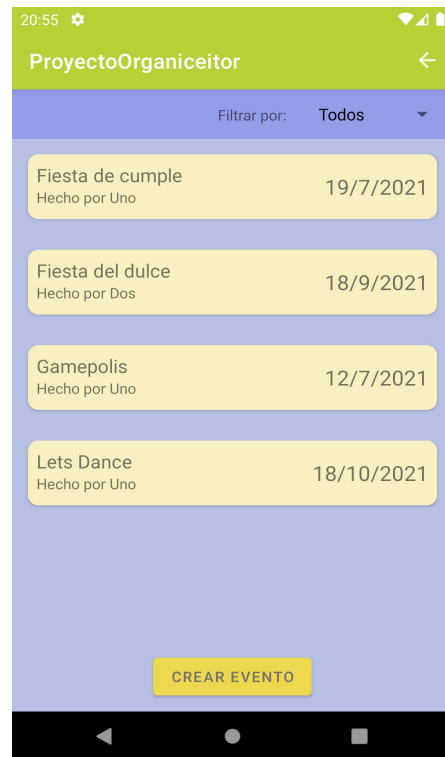 20:55
ProyectoOrganiceitor
Filtrar por: Todos
Fiesta de cumple
Hecho por Uno
19/7/2021
Fiesta del dulce
Hecho por Dos
18/9/2021
Gamepolis
Hecho por Uno
12/7/2021
Lets Dance
Hecho por Uno
18/10/2021
CREAR EVENTO